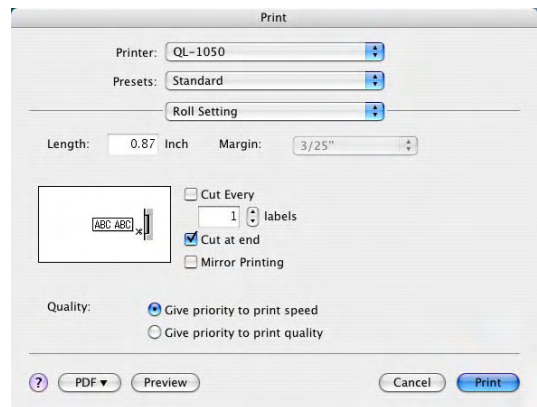 Print
Printer: QL-1050
Presets: Standard
Roll Setting
Length: 0.87 Inch Margin: 3/25"
Cut Every
1 labels
ABC ABC
Cut at end
Mirror Printing
Quality: Give priority to print speed
Give priority to print quality
? PDF▼ Preview Cancel Print